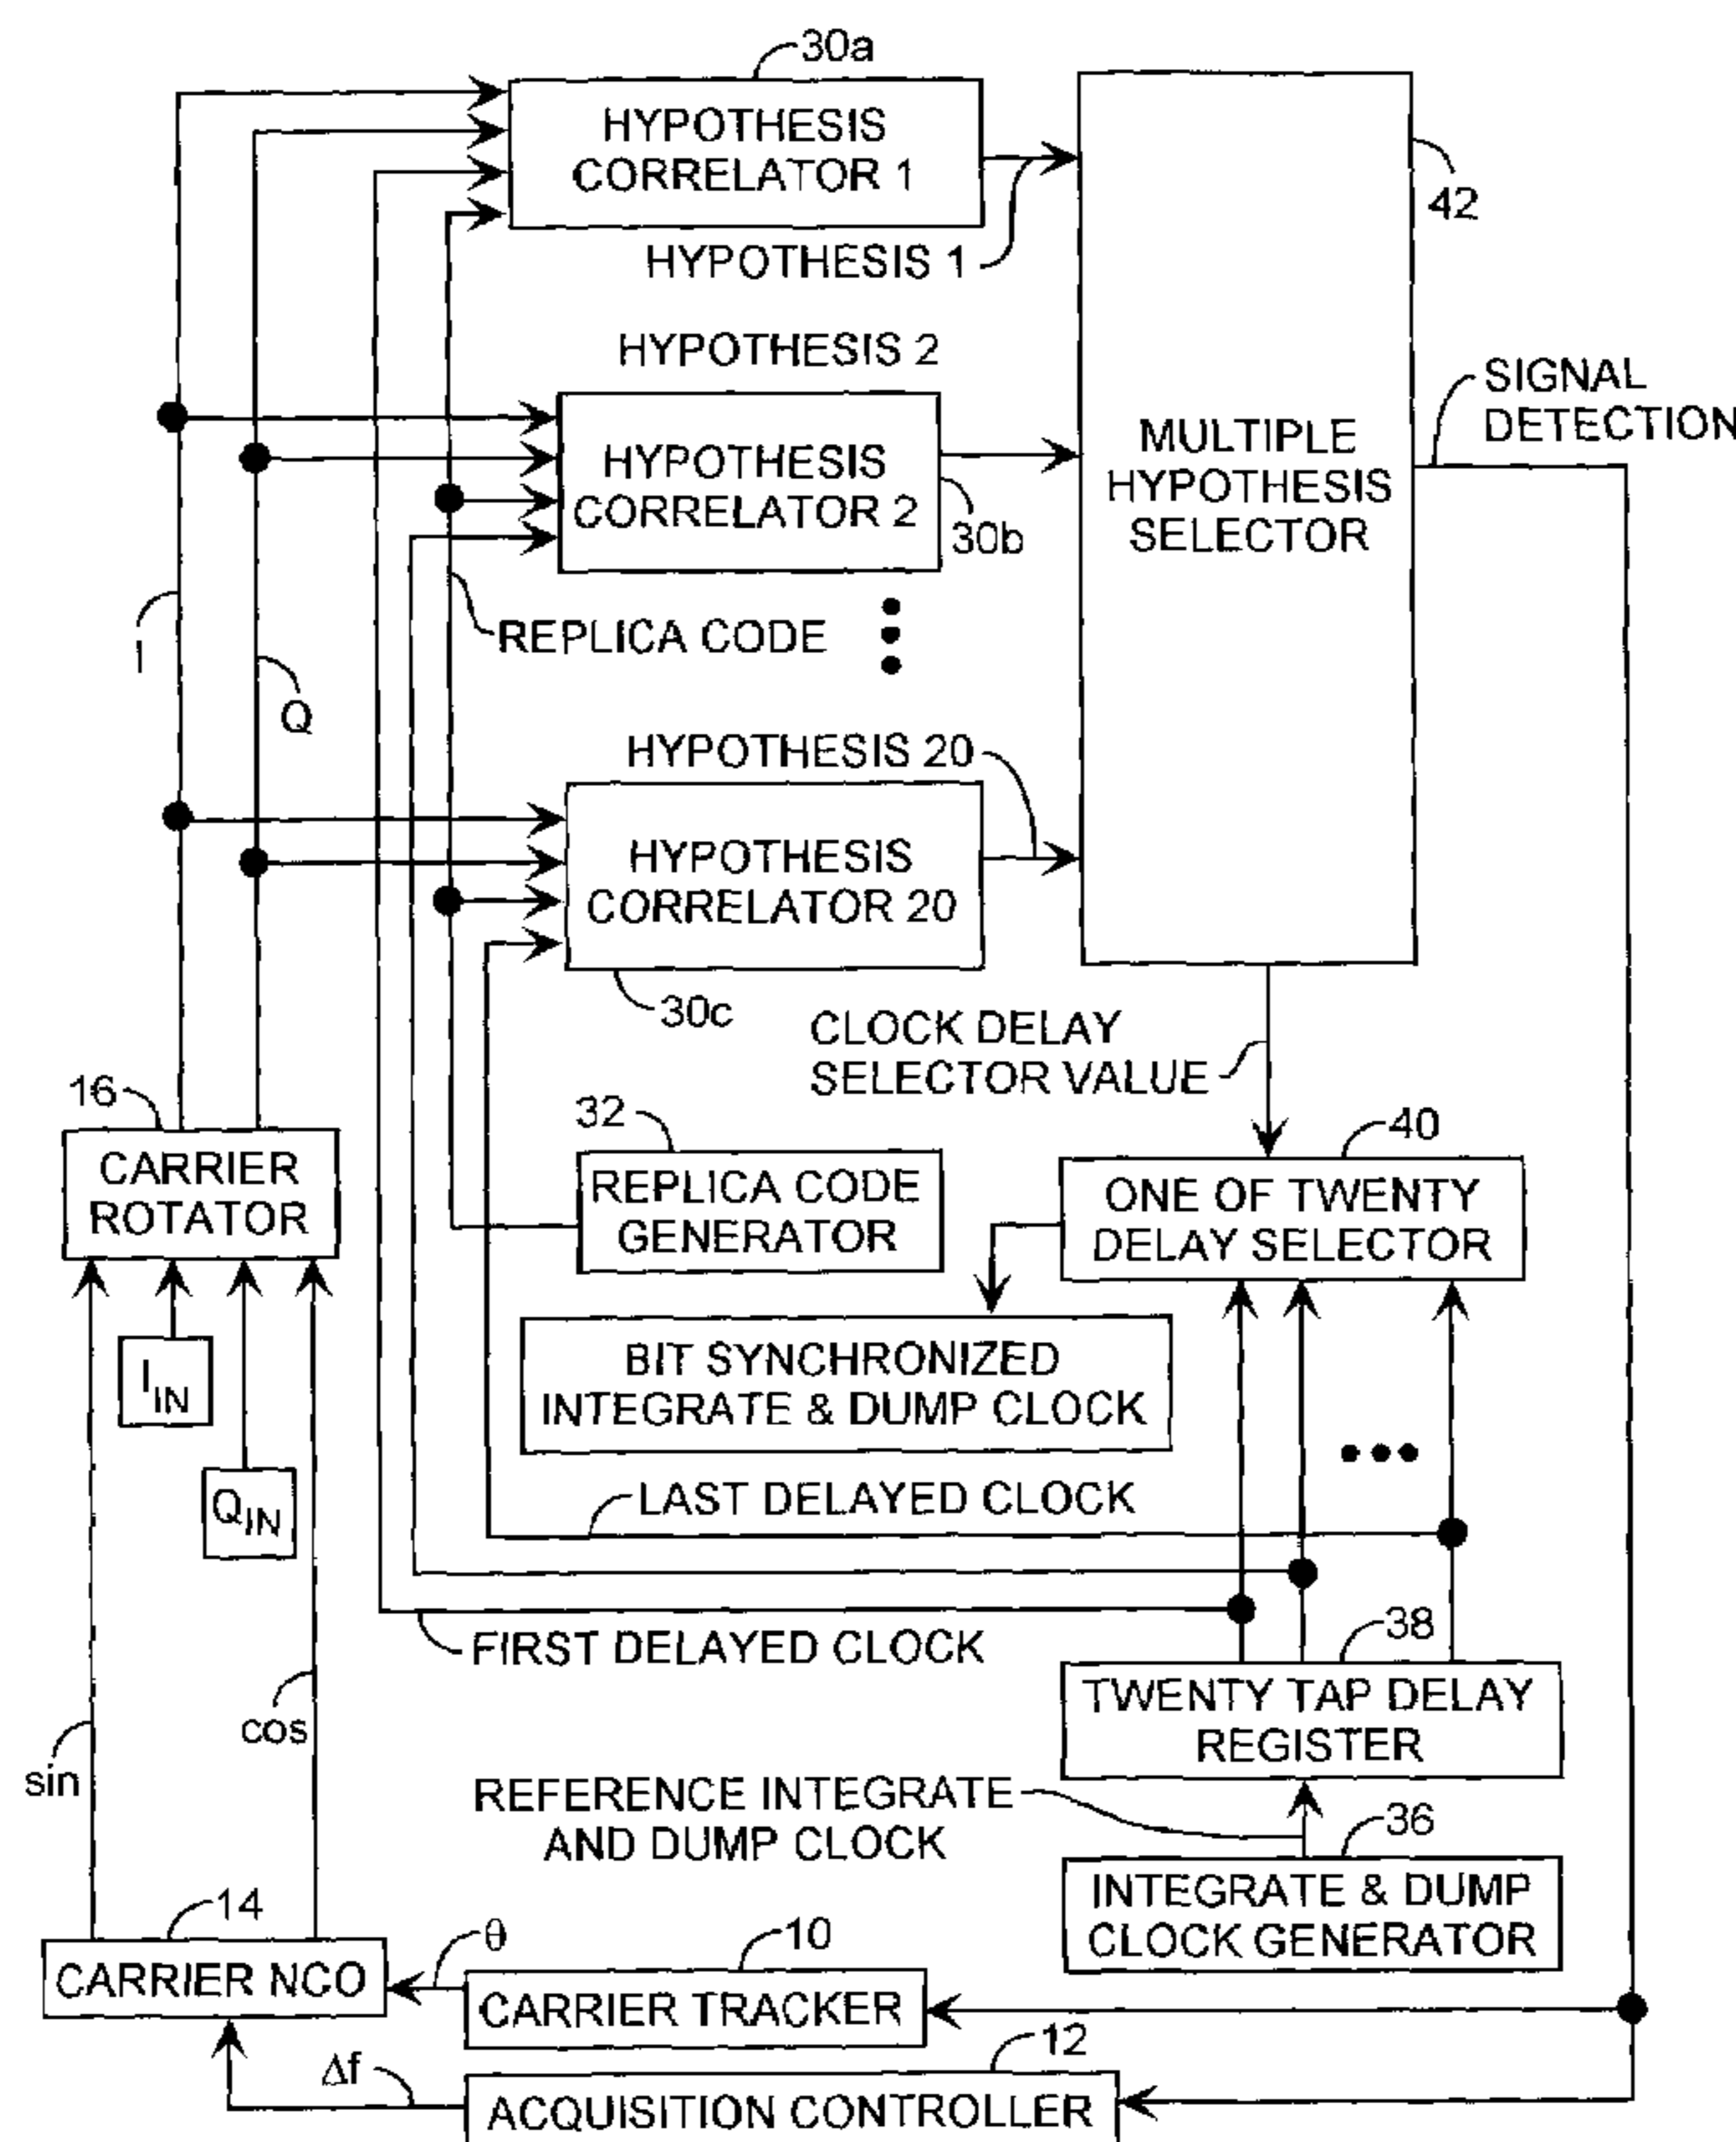 30a
HYPOTHESIS
CORRELATOR 1
42
HYPOTHESIS 1
HYPOTHESIS 2
SIGNAL
DETECTION
MULTIPLE
HYPOTHESIS
SELECTOR
HYPOTHESIS
CORRELATOR 2
30b
REPLICA CODE
I
Q
HYPOTHESIS 20
HYPOTHESIS
CORRELATOR 20
30c
CLOCK DELAY
SELECTOR VALUE
16
32
40
CARRIER
ROTATOR
REPLICA CODE
GENERATOR
ONE OF TWENTY
DELAY SELECTOR
BIT SYNCHRONIZED
INTEGRATE & DUMP CLOCK
I_IN
Q_IN
LAST DELAYED CLOCK
FIRST DELAYED CLOCK
38
TWENTY TAP DELAY
REGISTER
cos
sin
REFERENCE INTEGRATE
AND DUMP CLOCK
36
INTEGRATE & DUMP
CLOCK GENERATOR
14
θ
10
CARRIER NCO
CARRIER TRACKER
12
Δf
ACQUISITION CONTROLLER